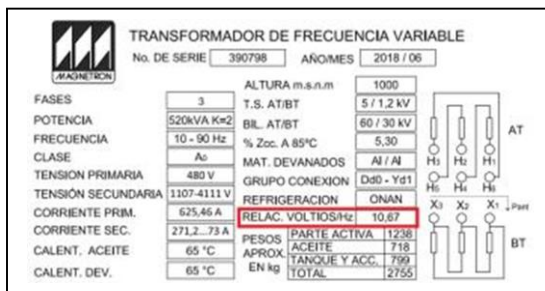 TRANSFORMADOR DE FRECUENCIA VARIABLE
MAGNETRON
No. DE SERIE 390798 AÑO/MES 2018 / 06
FASES 3
POTENCIA 520kVA K=2
FRECUENCIA 10 - 90 Hz
CLASE Ao
TENSION PRIMARIA 480 V
TENSIÓN SECUNDARIA 1107-4111 V
CORRIENTE PRIM. 625,46 A
CORRIENTE SEC. 271,2...73 A
CALENT. ACEITE 65 °C
CALENT. DEV. 65 °C
ALTURA m.s.n.m 1000
T.S. AT/BT 5 / 1,2 kV
BIL. AT/BT 60 / 30 kV
% Zcc. A 85ºC 5,30
MAT. DEVANADOS Al / Al
GRUPO CONEXION Dd0 - Yd1
REFRIGERACION ONAN
RELAC. VOLTIOS/Hz 10,67
PESOS APROX. EN kg
PARTE ACTIVA 1238
ACEITE 718
TANQUE Y ACC. 799
TOTAL 2755
AT
H3 H2 H1
H5 H4 H6
X3 X2 X1
BT